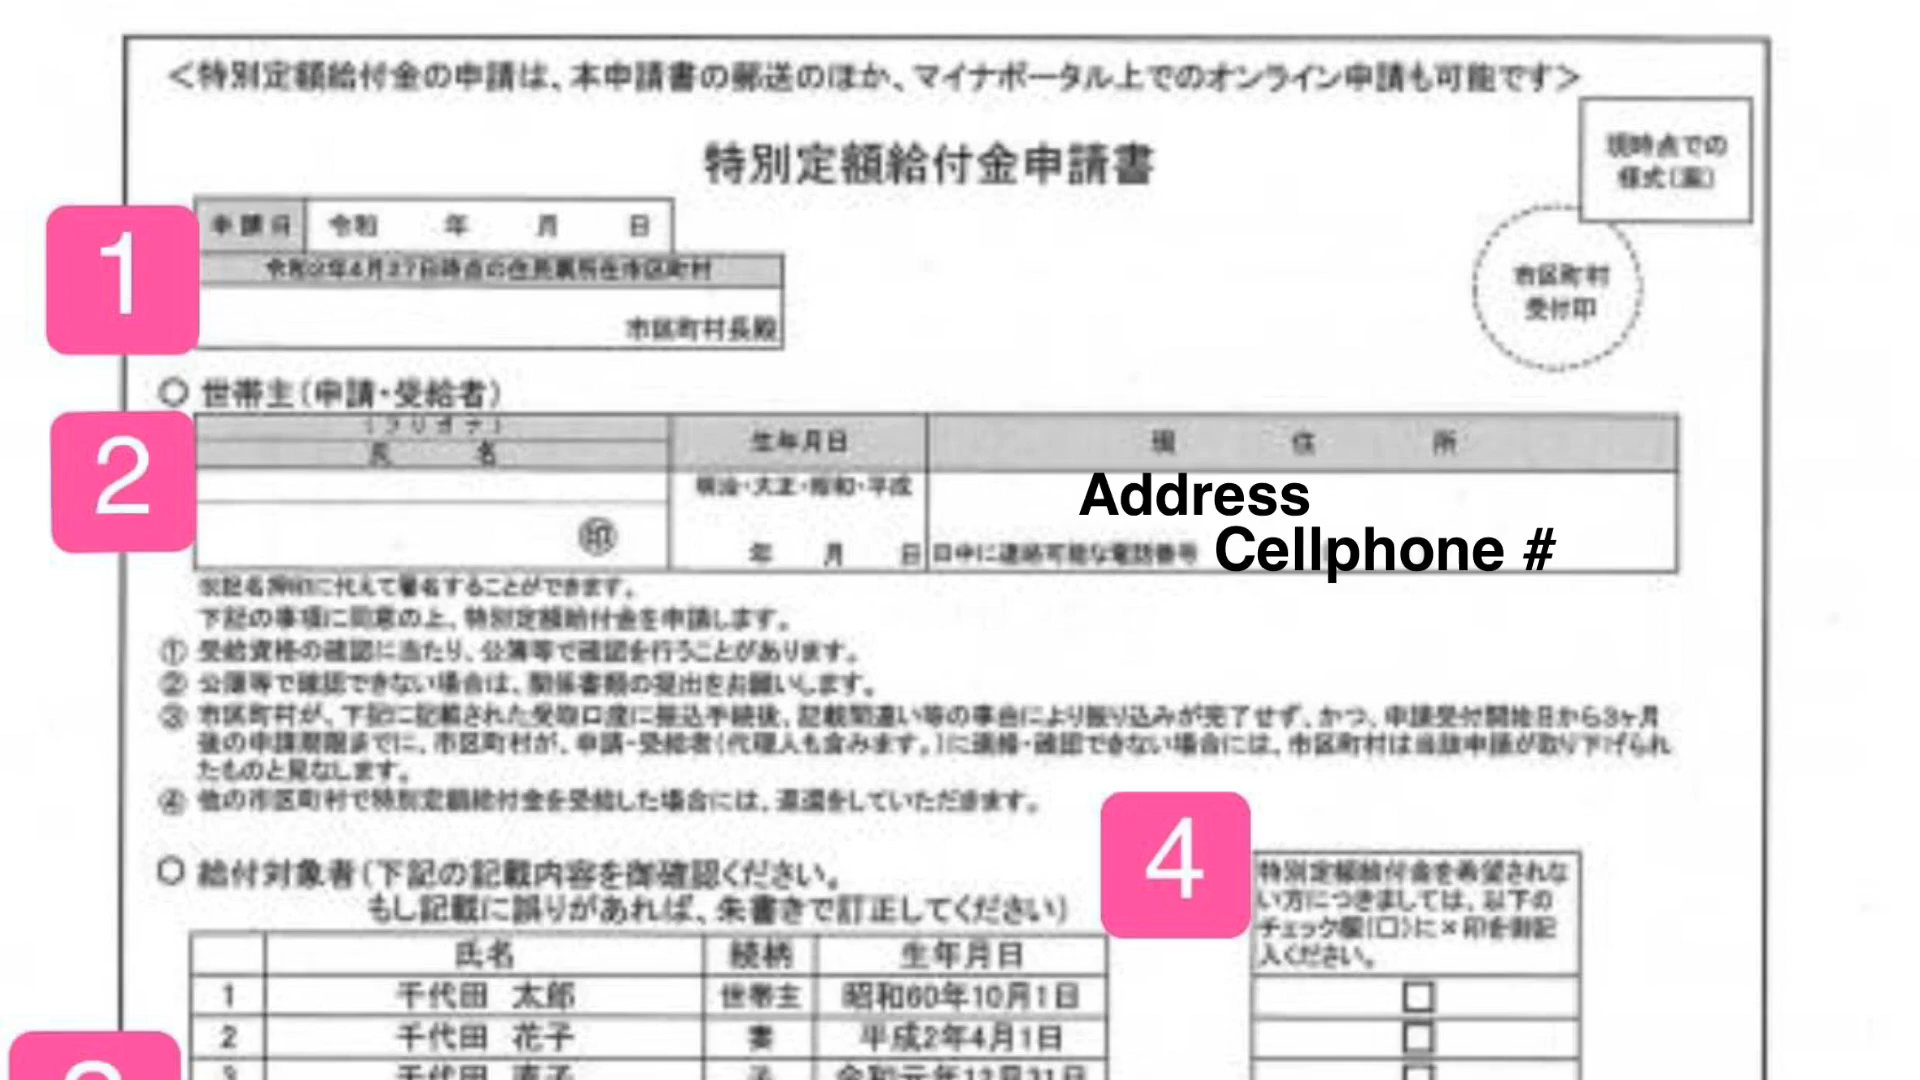 ＜特別定額給付金の申請は、本申請書の郵送のほか、マイナポータル上でのオンライン申請も可能です＞
現時点での
様式（案）
特別定額給付金申請書
市区町村
受付印
1
申請日 令和 年 月 日
令和2年4月27日時点の住民票所在市区町村
市区町村長殿
○ 世帯主（申請・受給者）
2
（フリガナ）
氏 名
生年月日
現 住 所
明治・大正・昭和・平成
年 月 日
印
Address
日中に連絡可能な電話番号 Cellphone #
※記名押印に代えて署名することができます。
下記の事項に同意の上、特別定額給付金を申請します。
① 受給資格の確認に当たり、公簿等で確認を行うことがあります。
② 公簿等で確認できない場合は、関係書類の提出をお願いします。
③ 市区町村が、下記に記載された受取口座に振込手続後、記載間違い等の事由により振り込みが完了せず、かつ、申請受付開始日から3ヶ月
後の申請期限までに、市区町村が、申請・受給者（代理人も含みます。）に連絡・確認できない場合には、市区町村は当該申請が取り下げられ
たものと見なします。
④ 他の市区町村で特別定額給付金を受給した場合には、返還をしていただきます。
○ 給付対象者（下記の記載内容を御確認ください。
もし記載に誤りがあれば、朱書きで訂正してください）
4
特別定額給付金を希望されな
い方につきましては、以下の
チェック欄（□）に×印を御記
入ください。
氏名 続柄 生年月日
1 千代田 太郎 世帯主 昭和60年10月1日 □
2 千代田 花子 妻 平成2年4月1日 □
3 千代田 子 令和元年12月31日